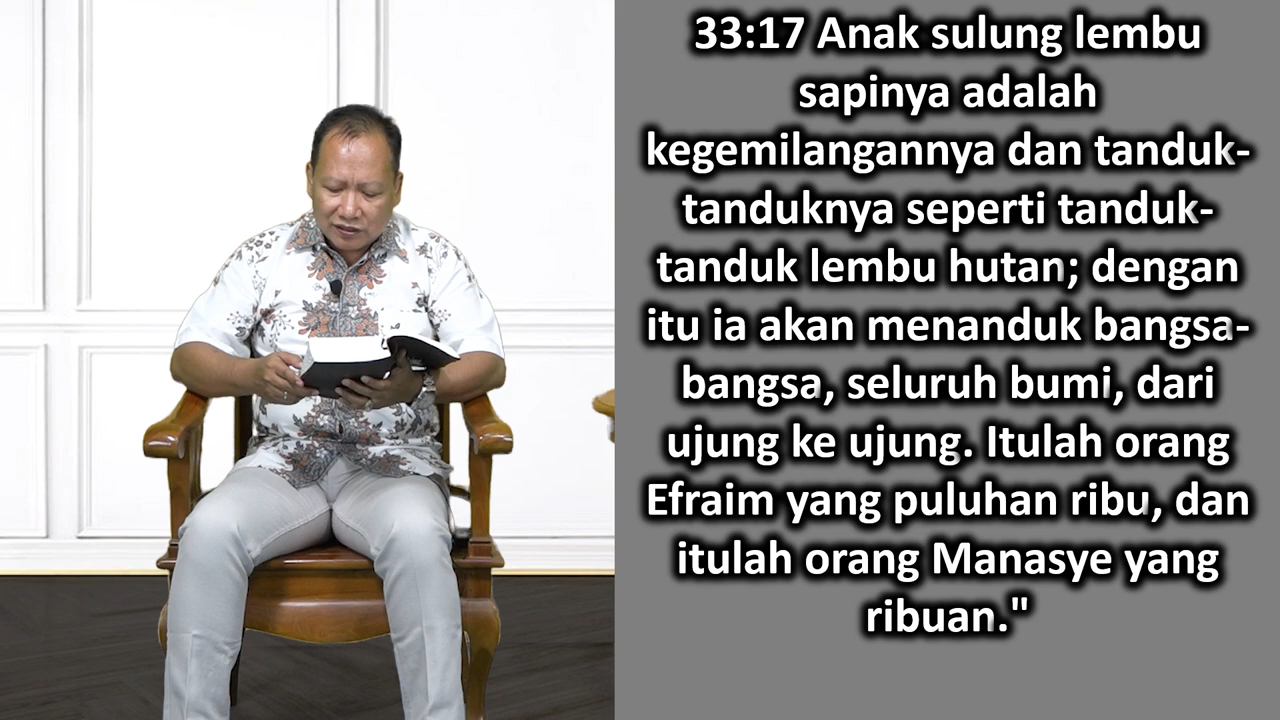 33:17 Anak sulung lembu
sapinya adalah
kegemilangannya dan tanduk-
tanduknya seperti tanduk-
tanduk lembu hutan; dengan
itu ia akan menanduk bangsa-
bangsa, seluruh bumi, dari
ujung ke ujung. Itulah orang
Efraim yang puluhan ribu, dan
itulah orang Manasye yang
ribuan."